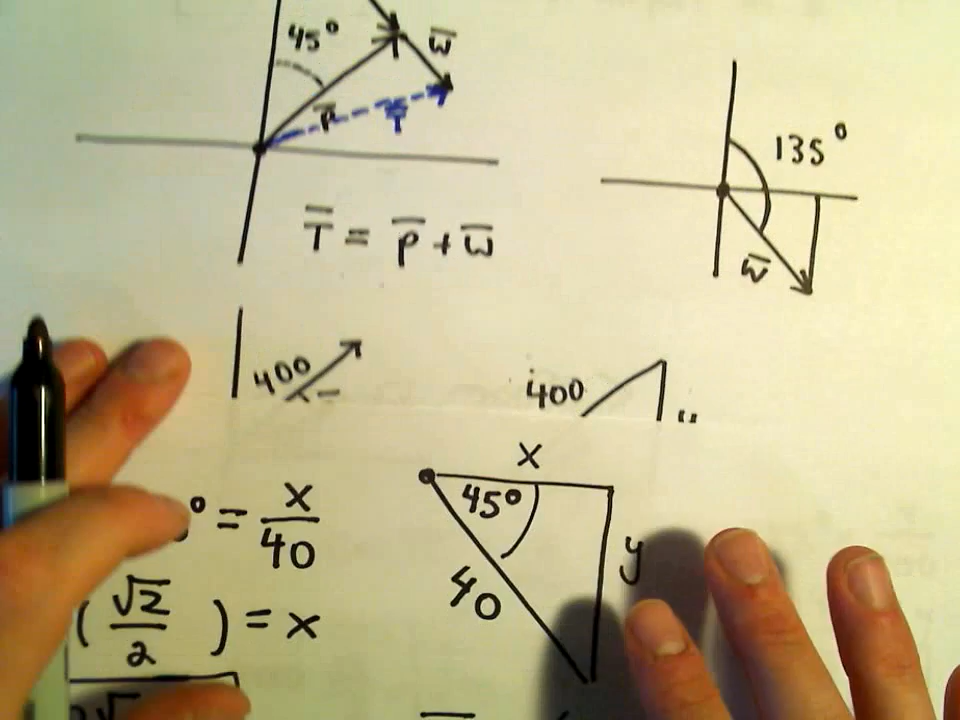 45° w̅
p̅ T̅
135°
T̅ = p̅ + w̅
w̅
400
400
x
45°
° = x/40
y
40
(√2/2) = x